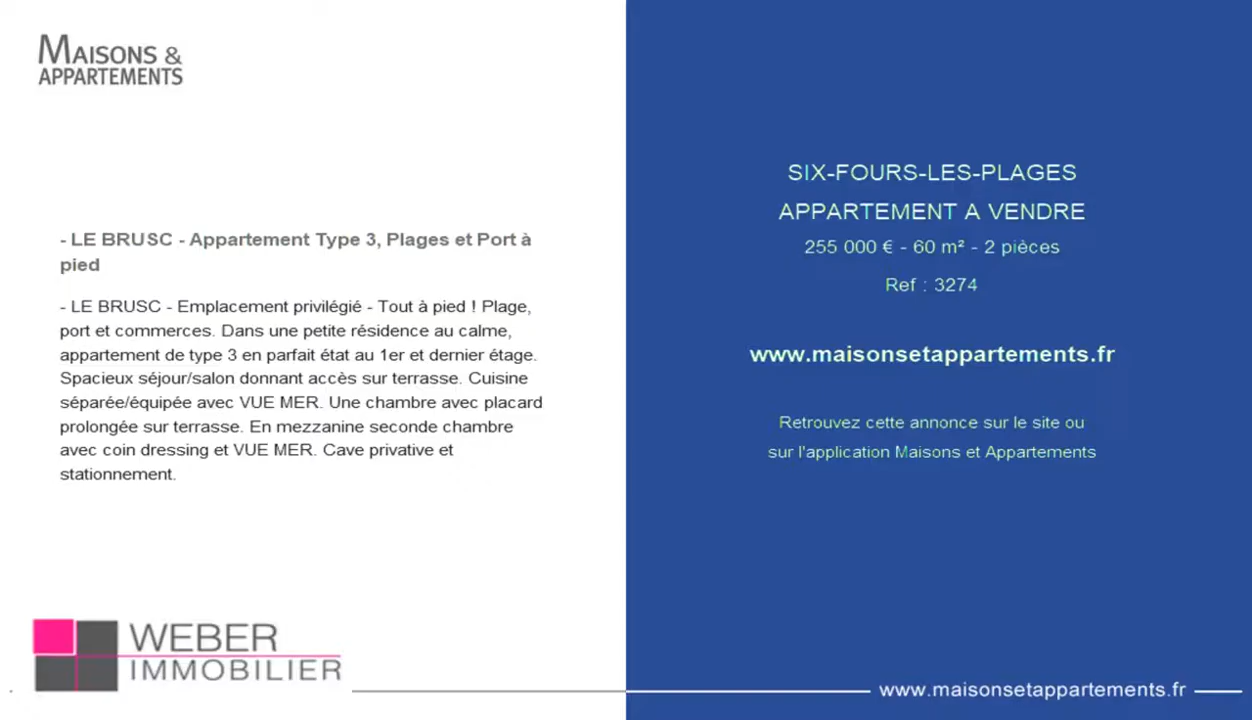 MAISONS &
APPARTEMENTS
- LE BRUSC - Appartement Type 3, Plages et Port à
pied
- LE BRUSC - Emplacement privilégié - Tout à pied ! Plage,
port et commerces. Dans une petite résidence au calme,
appartement de type 3 en parfait état au 1er et dernier étage.
Spacieux séjour/salon donnant accès sur terrasse. Cuisine
séparée/équipée avec VUE MER. Une chambre avec placard
prolongée sur terrasse. En mezzanine seconde chambre
avec coin dressing et VUE MER. Cave privative et
stationnement.
WEBER
IMMOBILIER
SIX-FOURS-LES-PLAGES
APPARTEMENT A VENDRE
255 000 € - 60 m² - 2 pièces
Ref : 3274
www.maisonsetappartements.fr
Retrouvez cette annonce sur le site ou
sur l'application Maisons et Appartements
www.maisonsetappartements.fr